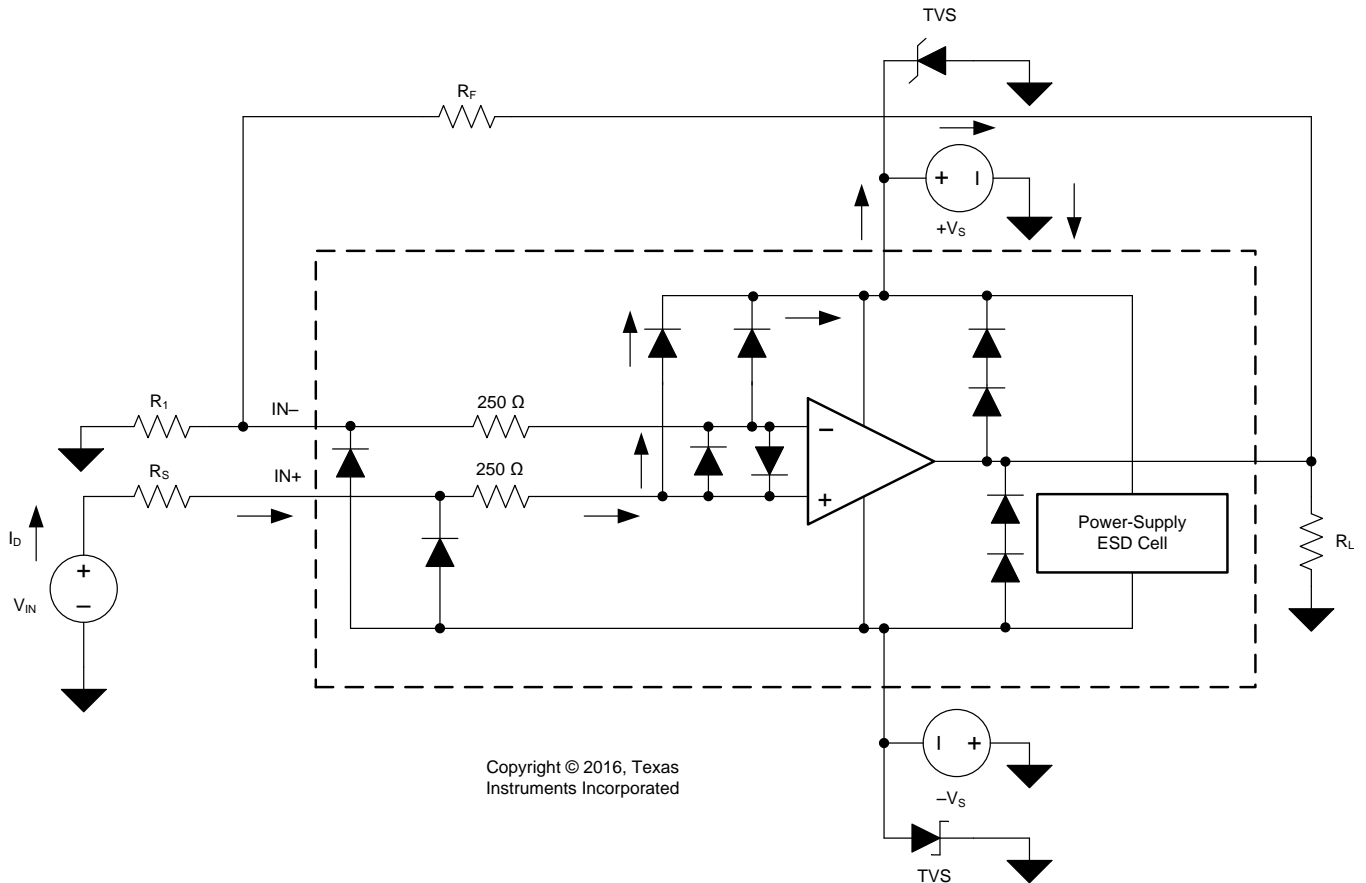 TVS
RF
+ –
+VS
R1
IN–
250 Ω
RS
IN+
250 Ω
–
+
ID
+
–
VIN
Power-Supply
ESD Cell
RL
– +
–VS
TVS
Copyright © 2016, Texas
Instruments Incorporated